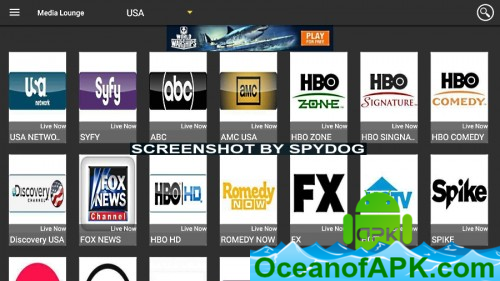 Media Lounge USA
WORLD OF WARSHIPS PLAY FOR FREE
usa network Syfy abc amc HBO ZONE HBO SIGNATURE HBO COMEDY
Live Now Live Now Live Now Live Now Live Now Live Now Live Now
USA NETWO... SYFY ABC AMC USA HBO ZONE HBO SINGNA... HBO COMEDY
SCREENSHOT BY SPYDOG
Discovery CHANNEL FOX NEWS Channel HBO HD Romedy NOW FX TV Spike
Live Now Live Now Live Now Live Now
Discovery USA FOX NEWS HBO HD ROMEDY NOW FX SPIKE
OceanofAPK.com